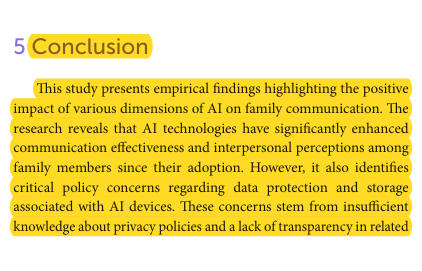 5 Conclusion
This study presents empirical findings highlighting the positive
impact of various dimensions of AI on family communication. The
research reveals that AI technologies have significantly enhanced
communication effectiveness and interpersonal perceptions among
family members since their adoption. However, it also identifies
critical policy concerns regarding data protection and storage
associated with AI devices. These concerns stem from insufficient
knowledge about privacy policies and a lack of transparency in related